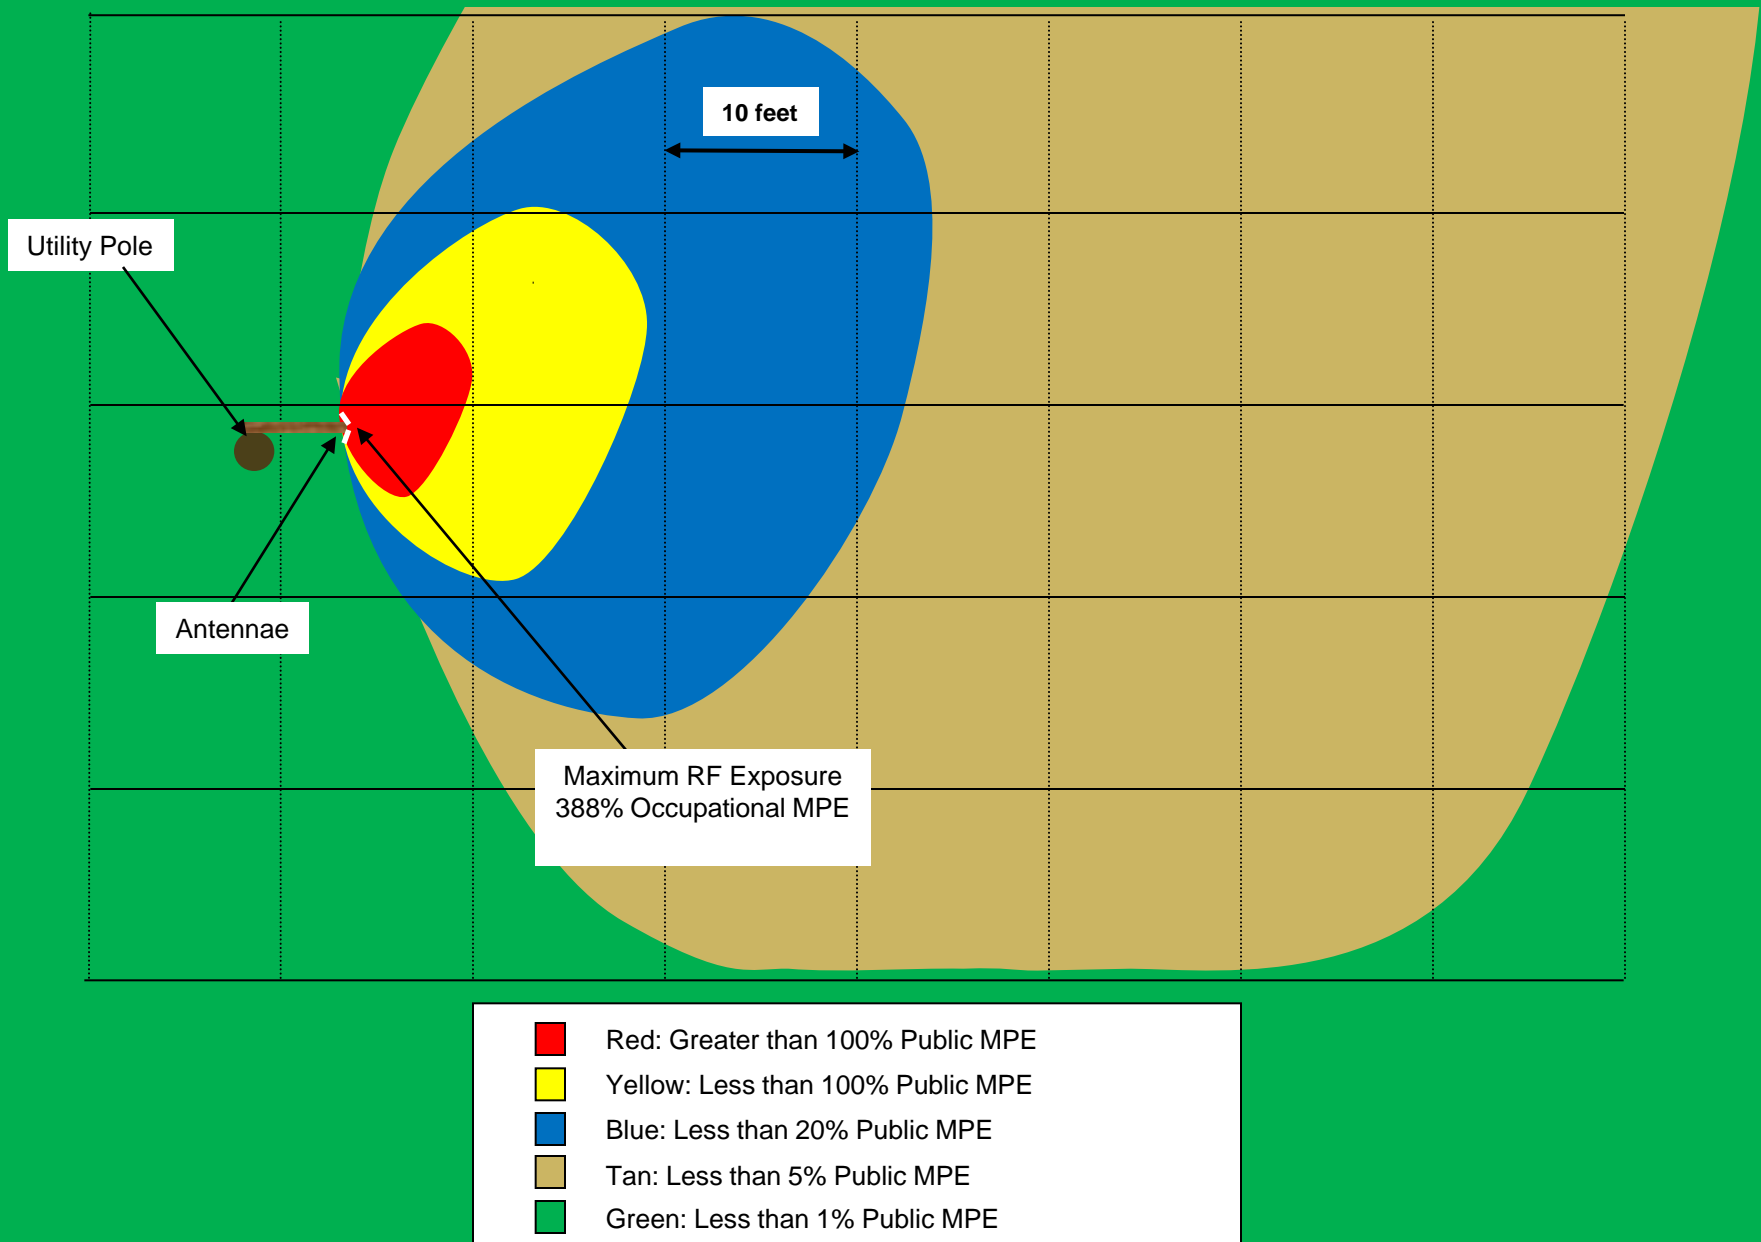 10 feet
Utility Pole
Antennae
Maximum RF Exposure
388% Occupational MPE
Red: Greater than 100% Public MPE
Yellow: Less than 100% Public MPE
Blue: Less than 20% Public MPE
Tan: Less than 5% Public MPE
Green: Less than 1% Public MPE